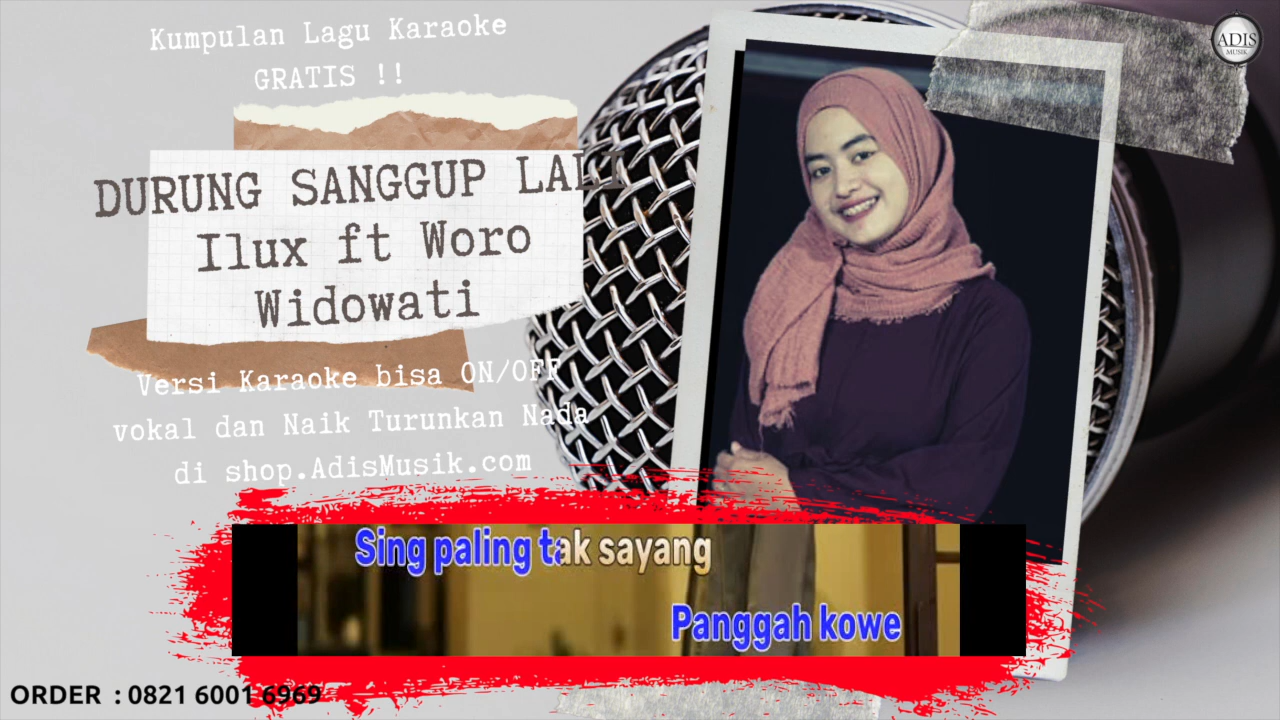 Kumpulan Lagu Karaoke
GRATIS !!
DURUNG SANGGUP LALI
Ilux ft Woro
Widowati
Versi Karaoke bisa ON/OFF
vokal dan Naik Turunkan Nada
di shop.AdisMusik.com
ADIS
MUSIK
Sing paling tak sayang
Panggah kowe
ORDER : 0821 6001 6969